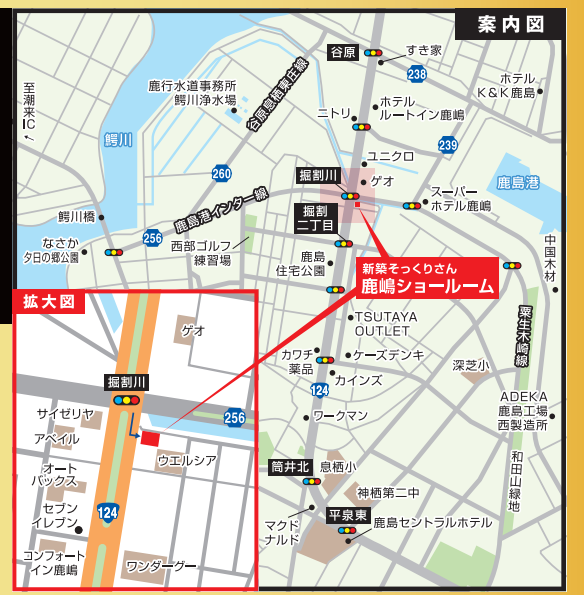 案内図
谷原
すき家
238
ホテル
K&K鹿島
至潮来IC
鹿行水道事務所
鰐川浄水場
谷原息栖東庄線
ニトリ
ホテル
ルートイン鹿嶋
239
鰐川
ユニクロ
260
掘割川
ゲオ
鹿島港
鹿島港インター線
スーパー
ホテル鹿嶋
鰐川橋
掘割
二丁目
256
なさか
夕日の郷公園
西部ゴルフ
練習場
鹿島
住宅公園
中国木材
新築そっくりさん
鹿嶋ショールーム
拡大図
粟生木崎線
TSUTAYA
OUTLET
ゲオ
カワチ
薬品
ケーズデンキ
深芝小
掘割川
カインズ
124
サイゼリヤ
256
ワークマン
ADEKA
鹿島工場
西製造所
アベイル
ウエルシア
オート
バックス
筒井北
息栖小
和田山緑地
セブン
イレブン
124
神栖第二中
平泉東
マクド
ナルド
鹿島セントラルホテル
コンフォート
イン鹿嶋
ワンダーグー